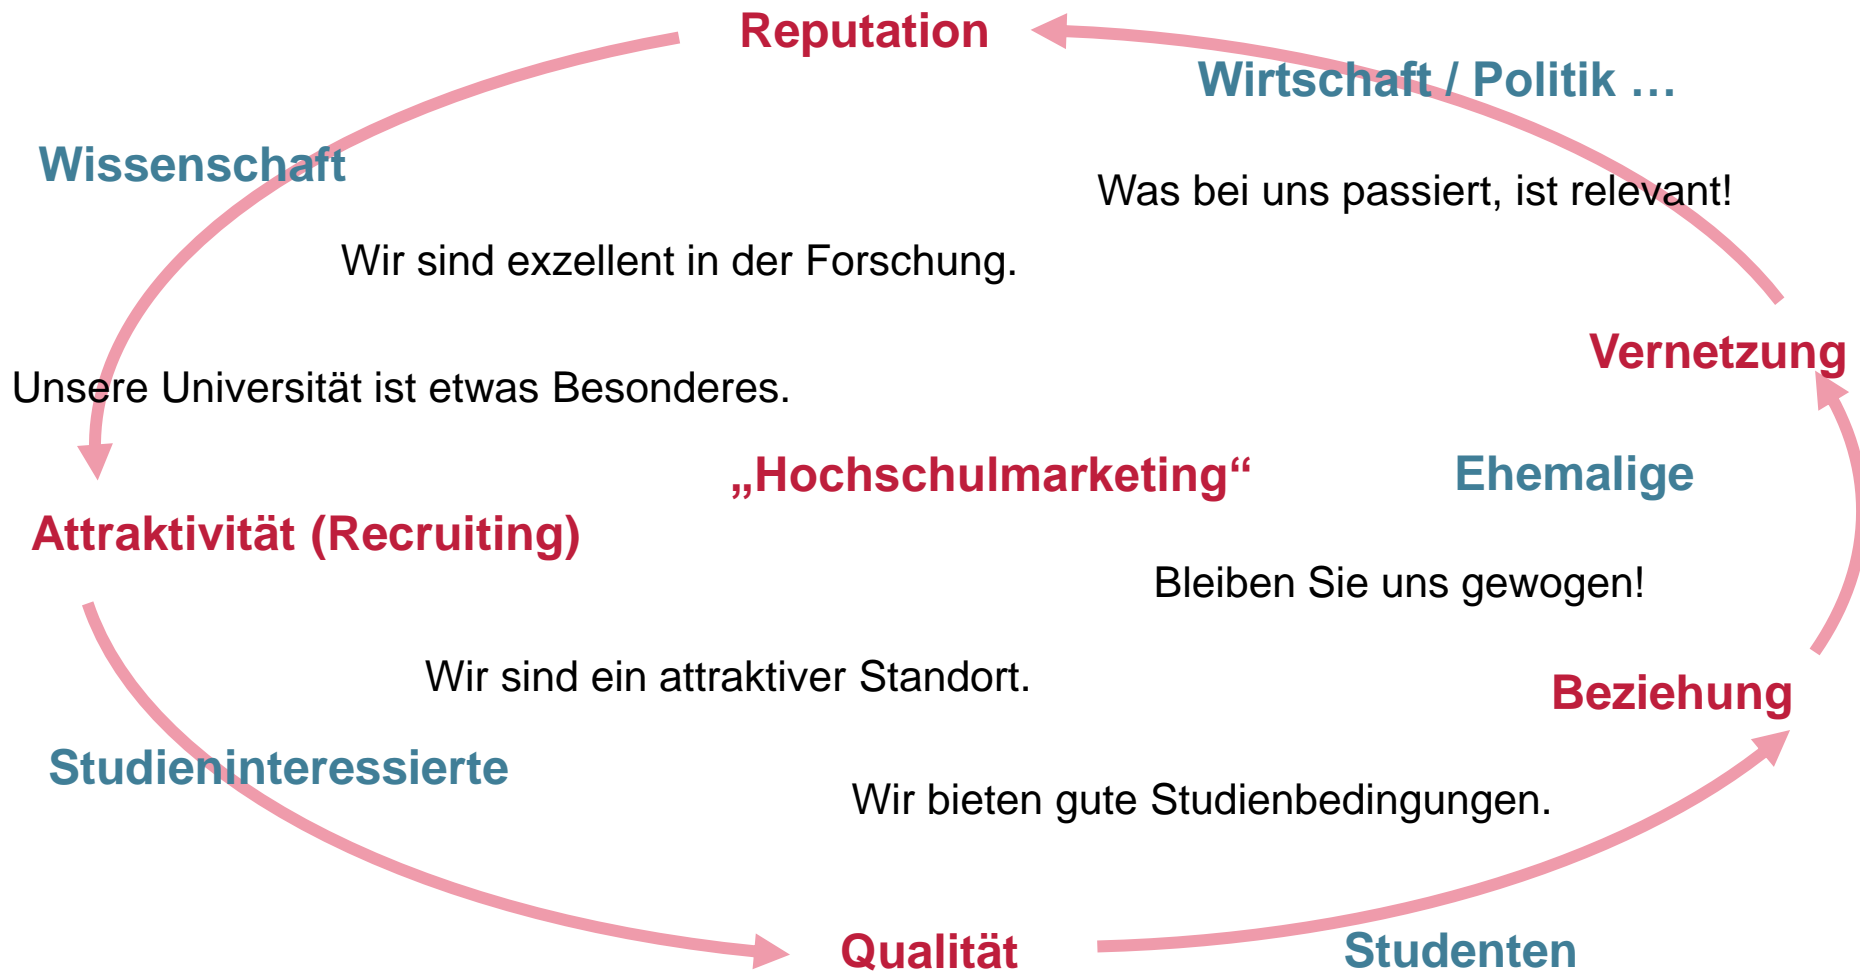 Reputation
Wirtschaft / Politik …
Wissenschaft
Was bei uns passiert, ist relevant!
Wir sind exzellent in der Forschung.
Vernetzung
Unsere Universität ist etwas Besonderes.
„Hochschulmarketing“
Ehemalige
Attraktivität (Recruiting)
Bleiben Sie uns gewogen!
Wir sind ein attraktiver Standort.
Beziehung
Studieninteressierte
Wir bieten gute Studienbedingungen.
Qualität
Studenten